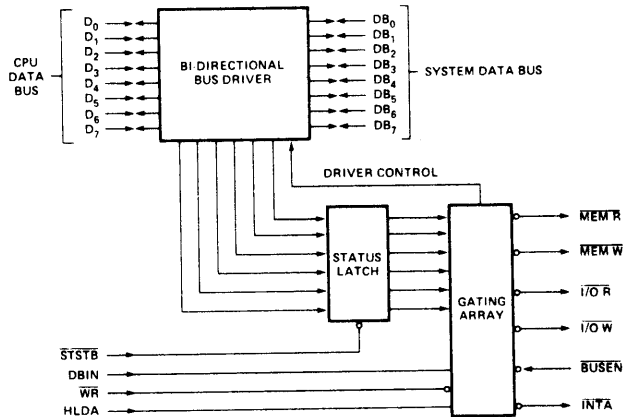 CPU
DATA
BUS
D0
D1
D2
D3
D4
D5
D6
D7
BI-DIRECTIONAL
BUS DRIVER
DB0
DB1
DB2
DB3
DB4
DB5
DB6
DB7
SYSTEM DATA BUS
DRIVER CONTROL
STATUS
LATCH
GATING
ARRAY
MEM R
MEM W
I/O R
I/O W
BUSEN
INTA
STSTB
DBIN
WR
HLDA